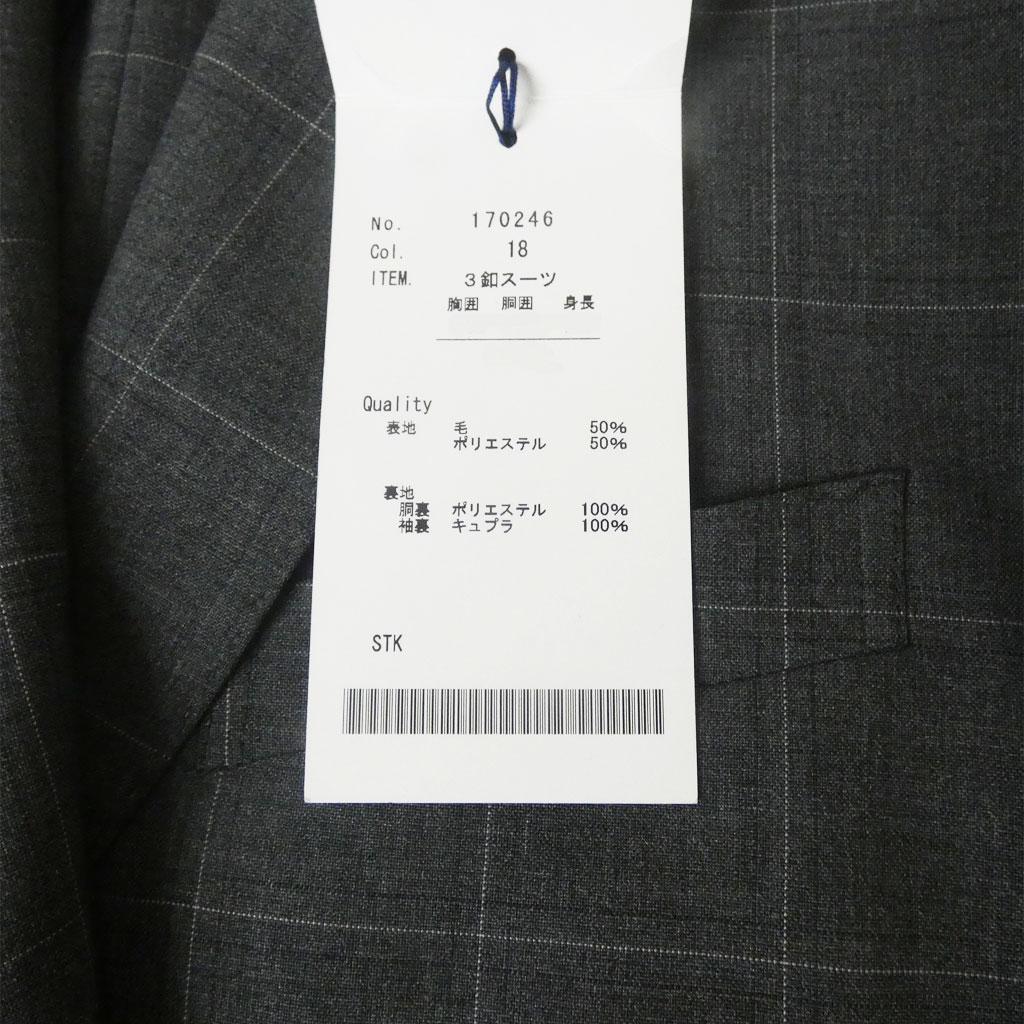 No. 170246
Col. 18
ITEM. 3釦スーツ
胸囲 胴囲 身長
Quality
表地 毛 50%
ポリエステル 50%
裏地
胴裏 ポリエステル 100%
袖裏 キュプラ 100%
STK